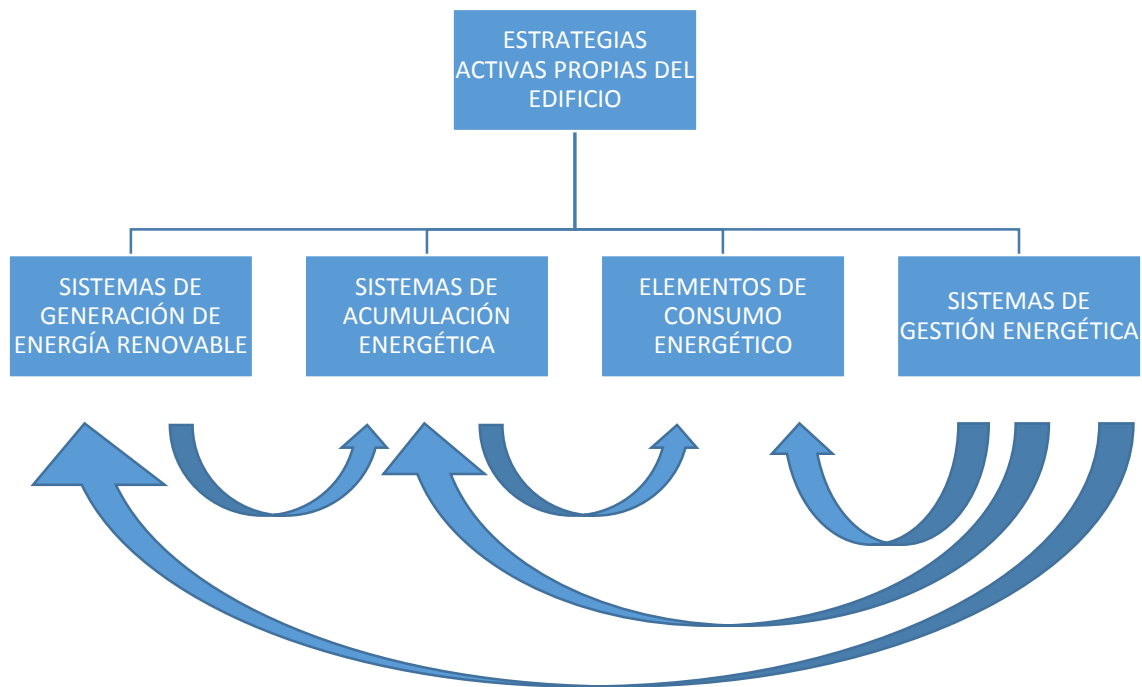 ESTRATEGIAS
ACTIVAS PROPIAS DEL
EDIFICIO
SISTEMAS DE
GENERACIÓN DE
ENERGÍA RENOVABLE
SISTEMAS DE
ACUMULACIÓN
ENERGÉTICA
ELEMENTOS DE
CONSUMO
ENERGÉTICO
SISTEMAS DE
GESTIÓN ENERGÉTICA